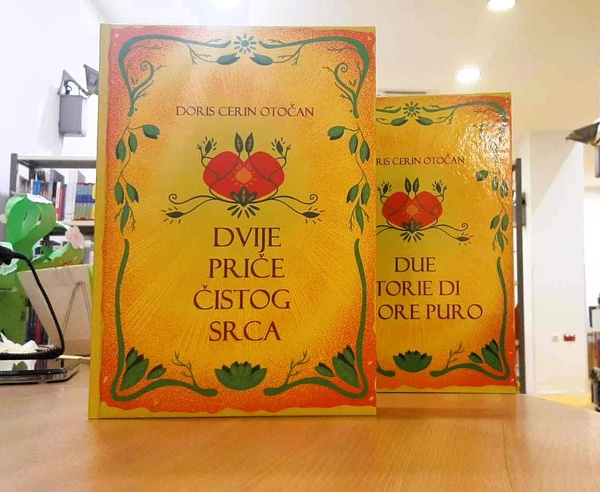 DORIS CERIN OTOČAN
DVIJE
PRIČE
ČISTOG
SRCA
RIS CERIN OTOČAN
DUE
TORIE DI
ORE PURO